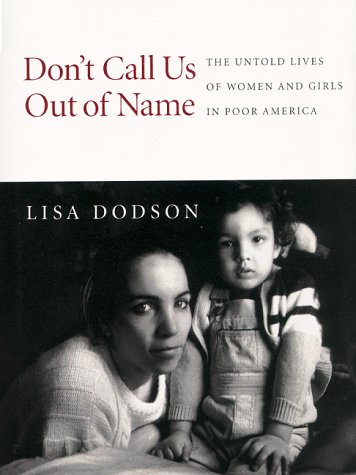 Don't Call Us
Out of Name
THE UNTOLD LIVES
OF WOMEN AND GIRLS
IN POOR AMERICA
LISA DODSON